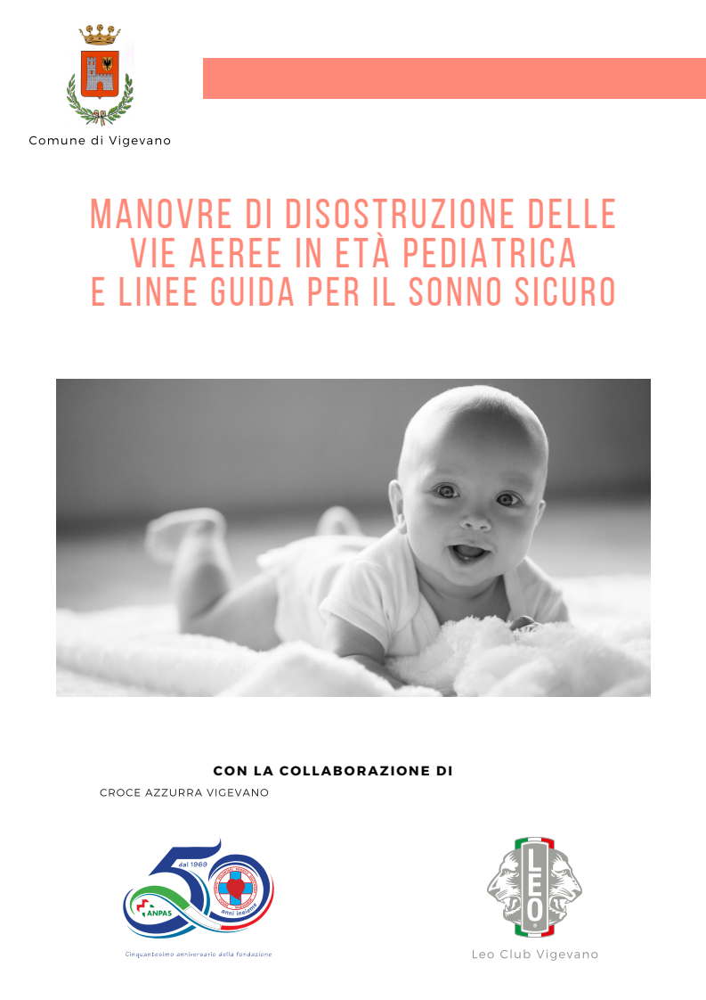 Comune di Vigevano
MANOVRE DI DISOSTRUZIONE DELLE
VIE AEREE IN ETÀ PEDIATRICA
E LINEE GUIDA PER IL SONNO SICURO
CON LA COLLABORAZIONE DI
CROCE AZZURRA VIGEVANO
50
dal 1969
ANPAS
anni insieme
Cinquantesimo anniversario della fondazione
LEO
®
Leo Club Vigevano